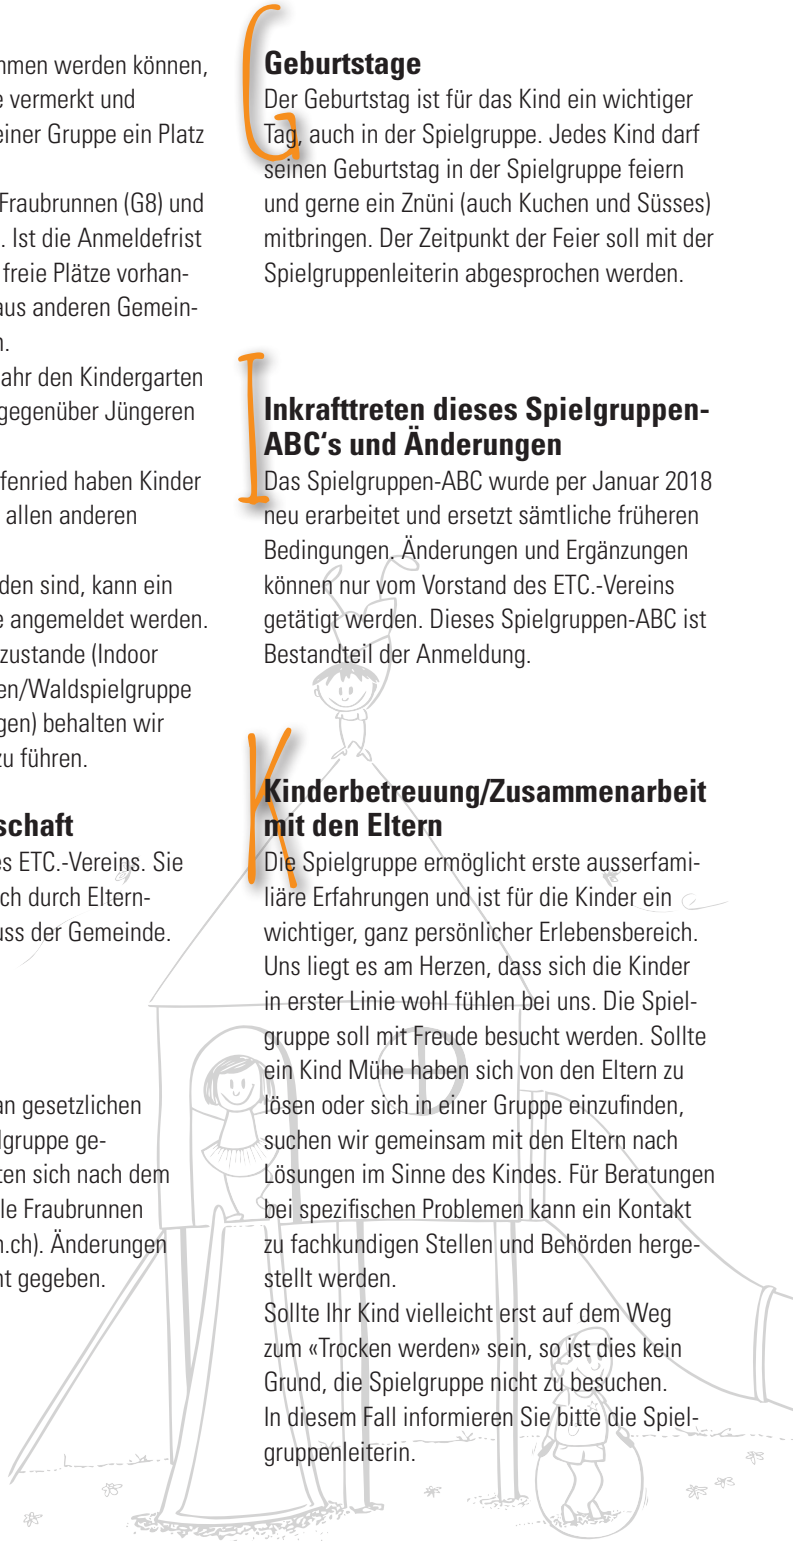 mmen werden können,
e vermerkt und
einer Gruppe ein Platz
Fraubrunnen (G8) und
. Ist die Anmeldefrist
freie Plätze vorhan-
aus anderen Gemein-
n.
ahr den Kindergarten
gegenüber Jüngeren
fenried haben Kinder
allen anderen
den sind, kann ein
e angemeldet werden.
zustande (Indoor
en/Waldspielgruppe
gen) behalten wir
zu führen.
schaft
es ETC.-Vereins. Sie
ch durch Eltern-
uss der Gemeinde.
an gesetzlichen
lgruppe ge-
ten sich nach dem
le Fraubrunnen
n.ch). Änderungen
nt gegeben.
G
Geburtstage
Der Geburtstag ist für das Kind ein wichtiger
Tag, auch in der Spielgruppe. Jedes Kind darf
seinen Geburtstag in der Spielgruppe feiern
und gerne ein Znüni (auch Kuchen und Süsses)
mitbringen. Der Zeitpunkt der Feier soll mit der
Spielgruppenleiterin abgesprochen werden.
I
Inkrafttreten dieses Spielgruppen-
ABC‘s und Änderungen
Das Spielgruppen-ABC wurde per Januar 2018
neu erarbeitet und ersetzt sämtliche früheren
Bedingungen. Änderungen und Ergänzungen
können nur vom Vorstand des ETC.-Vereins
getätigt werden. Dieses Spielgruppen-ABC ist
Bestandteil der Anmeldung.
K
Kinderbetreuung/Zusammenarbeit
mit den Eltern
Die Spielgruppe ermöglicht erste ausserfami-
liäre Erfahrungen und ist für die Kinder ein
wichtiger, ganz persönlicher Erlebensbereich.
Uns liegt es am Herzen, dass sich die Kinder
in erster Linie wohl fühlen bei uns. Die Spiel-
gruppe soll mit Freude besucht werden. Sollte
ein Kind Mühe haben sich von den Eltern zu
lösen oder sich in einer Gruppe einzufinden,
suchen wir gemeinsam mit den Eltern nach
Lösungen im Sinne des Kindes. Für Beratungen
bei spezifischen Problemen kann ein Kontakt
zu fachkundigen Stellen und Behörden herge-
stellt werden.
Sollte Ihr Kind vielleicht erst auf dem Weg
zum «Trocken werden» sein, so ist dies kein
Grund, die Spielgruppe nicht zu besuchen.
In diesem Fall informieren Sie bitte die Spiel-
gruppenleiterin.